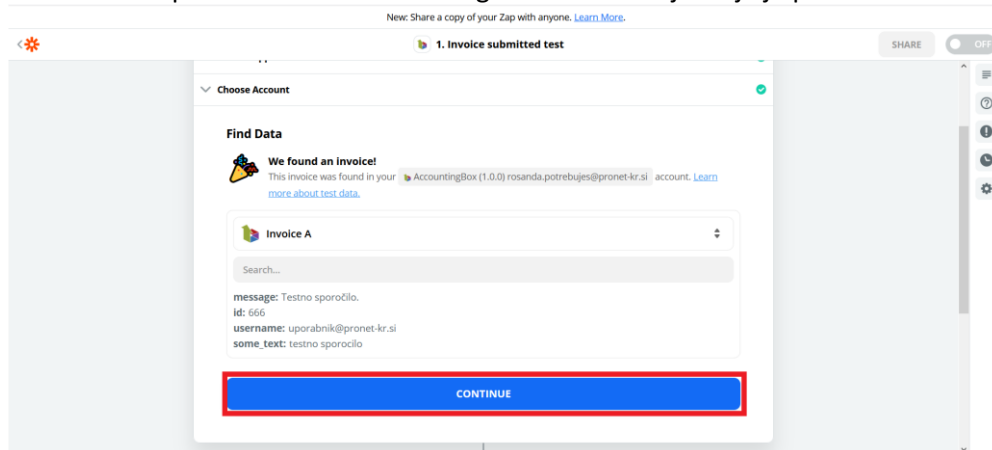 New: Share a copy of your Zap with anyone. Learn More.
1. Invoice submitted test
SHARE
OFF
Choose Account
Find Data
We found an invoice!
This invoice was found in your AccountingBox (1.0.0) rosanda.potrebujes@pronet-kr.si account. Learn
more about test data.
Invoice A
Search...
message: Testno sporočilo.
id: 666
username: uporabnik@pronet-kr.si
some_text: testno sporocilo
CONTINUE